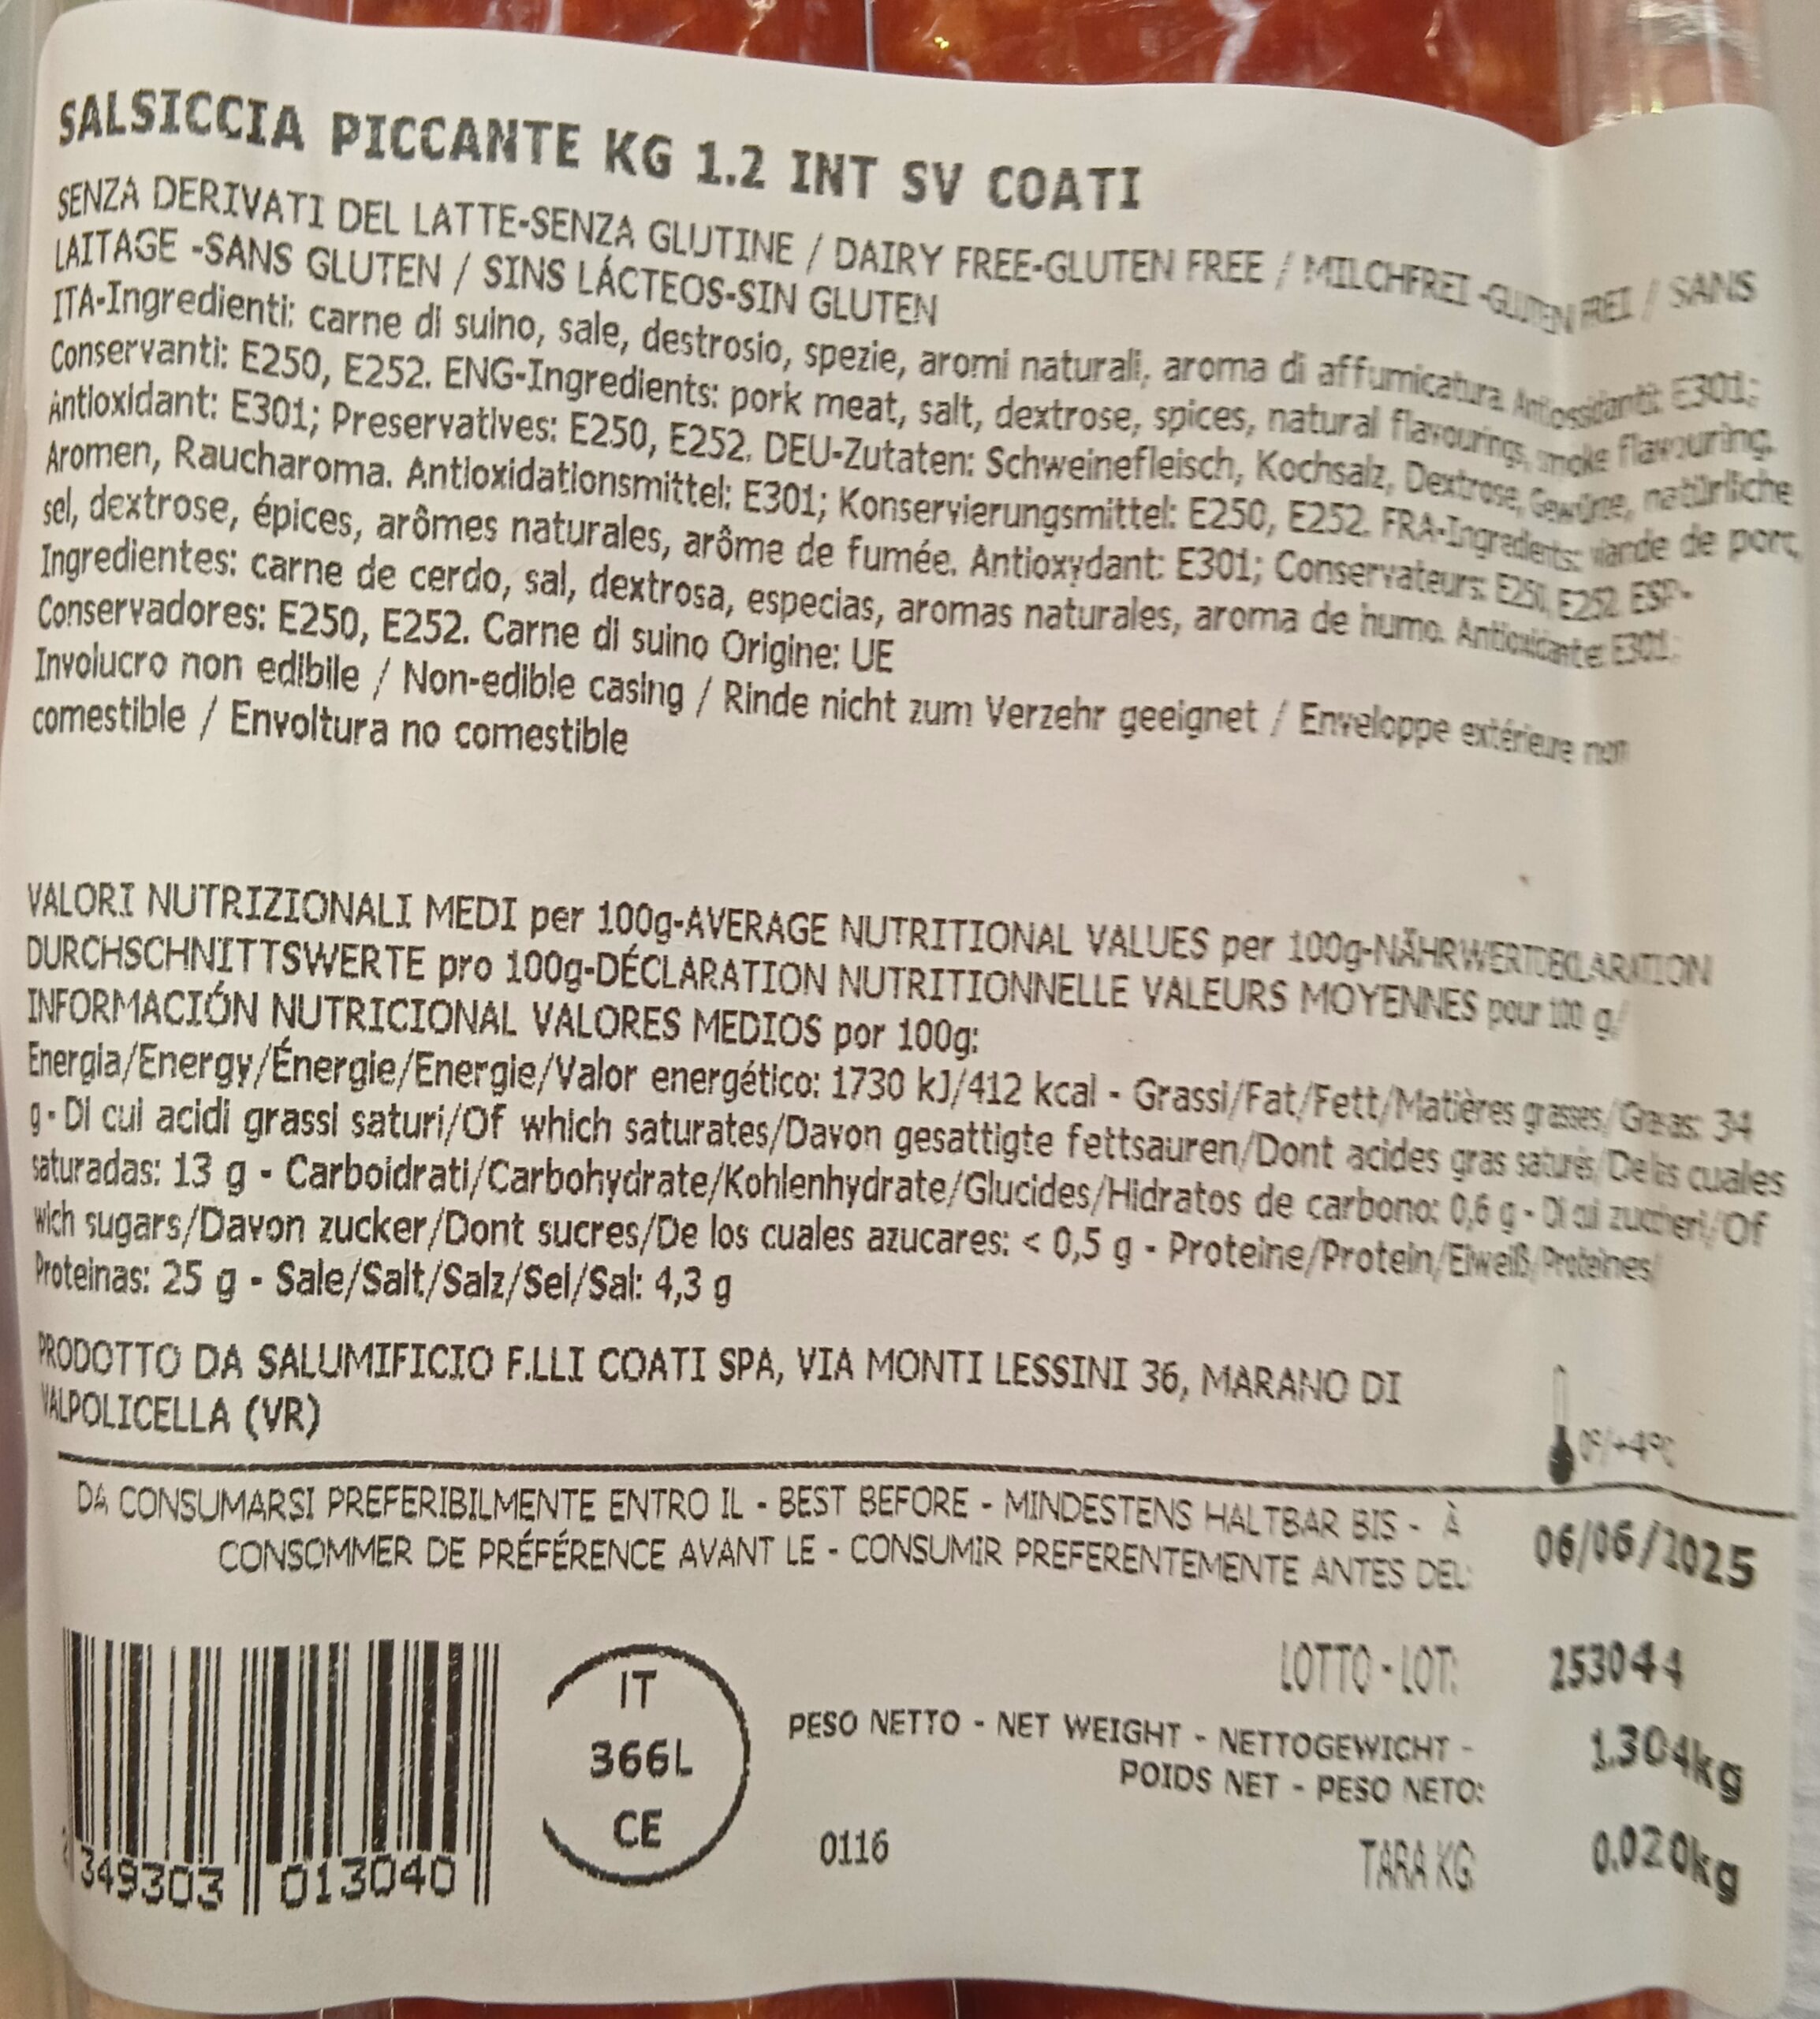 SALSICCIA PICCANTE KG 1.2 INT SV COATI
SENZA DERIVATI DEL LATTE-SENZA GLUTINE / DAIRY FREE-GLUTEN FREE / MILCHFREI -GLUTEN FREI / SANS
LAITAGE -SANS GLUTEN / SINS LÁCTEOS-SIN GLUTEN
ITA-Ingredienti: carne di suino, sale, destrosio, spezie, aromi naturali, aroma di affumicatura. Antiossidanti: E301;
Conservanti: E250, E252. ENG-Ingredients: pork meat, salt, dextrose, spices, natural flavourings, smoke flavouring.
Antioxidant: E301; Preservatives: E250, E252. DEU-Zutaten: Schweinefleisch, Kochsalz, Dextrose, Gewürze, natürliche
Aromen, Raucharoma. Antioxidationsmittel: E301; Konservierungsmittel: E250, E252. FRA-Ingredients: viande de porc,
sel, dextrose, épices, arômes naturales, arôme de fumée. Antioxydant: E301; Conservateurs: E250, E252. ESP-
Ingredientes: carne de cerdo, sal, dextrosa, especias, aromas naturales, aroma de humo. Antioxidante: E301;
Conservadores: E250, E252. Carne di suino Origine: UE
Involucro non edibile / Non-edible casing / Rinde nicht zum Verzehr geeignet / Enveloppe extérieure non
comestible / Envoltura no comestible
VALORI NUTRIZIONALI MEDI per 100g-AVERAGE NUTRITIONAL VALUES per 100g-NÄHRWERTDEKLARATION
DURCHSCHNITTSWERTE pro 100g-DÉCLARATION NUTRITIONNELLE VALEURS MOYENNES pour 100 g/
INFORMACIÓN NUTRICIONAL VALORES MEDIOS por 100g:
Energia/Energy/Énergie/Energie/Valor energético: 1730 kJ/412 kcal - Grassi/Fat/Fett/Matières grasses/Grasas: 34
g - Di cui acidi grassi saturi/Of which saturates/Davon gesattigte fettsauren/Dont acides gras saturés/De las cuales
saturadas: 13 g - Carboidrati/Carbohydrate/Kohlenhydrate/Glucides/Hidratos de carbono: 0,6 g - Di cui zuccheri/Of
wich sugars/Davon zucker/Dont sucres/De los cuales azucares: < 0,5 g - Proteine/Protein/Eiweiß/Proteines/
Proteinas: 25 g - Sale/Salt/Salz/Sel/Sal: 4,3 g
PRODOTTO DA SALUMIFICIO F.LLI COATI SPA, VIA MONTI LESSINI 36, MARANO DI
VALPOLICELLA (VR)
0°/+4°C
DA CONSUMARSI PREFERIBILMENTE ENTRO IL - BEST BEFORE - MINDESTENS HALTBAR BIS - À
CONSOMMER DE PRÉFÉRENCE AVANT LE - CONSUMIR PREFERENTEMENTE ANTES DEL:
06/06/2025
LOTTO - LOT: 253044
PESO NETTO - NET WEIGHT - NETTOGEWICHT -
POIDS NET - PESO NETO:
1.304kg
TARA KG 0.020kg
0116
IT
366L
CE
349303 013040